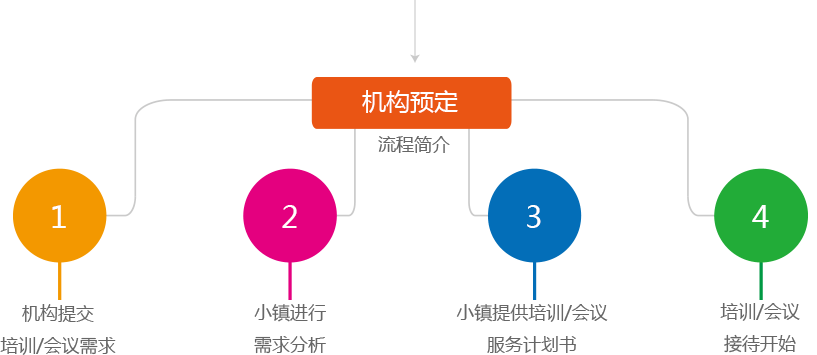 机构预定
流程简介
1
2
3
4
机构提交
培训/会议需求
小镇进行
需求分析
小镇提供培训/会议
服务计划书
培训/会议
接待开始